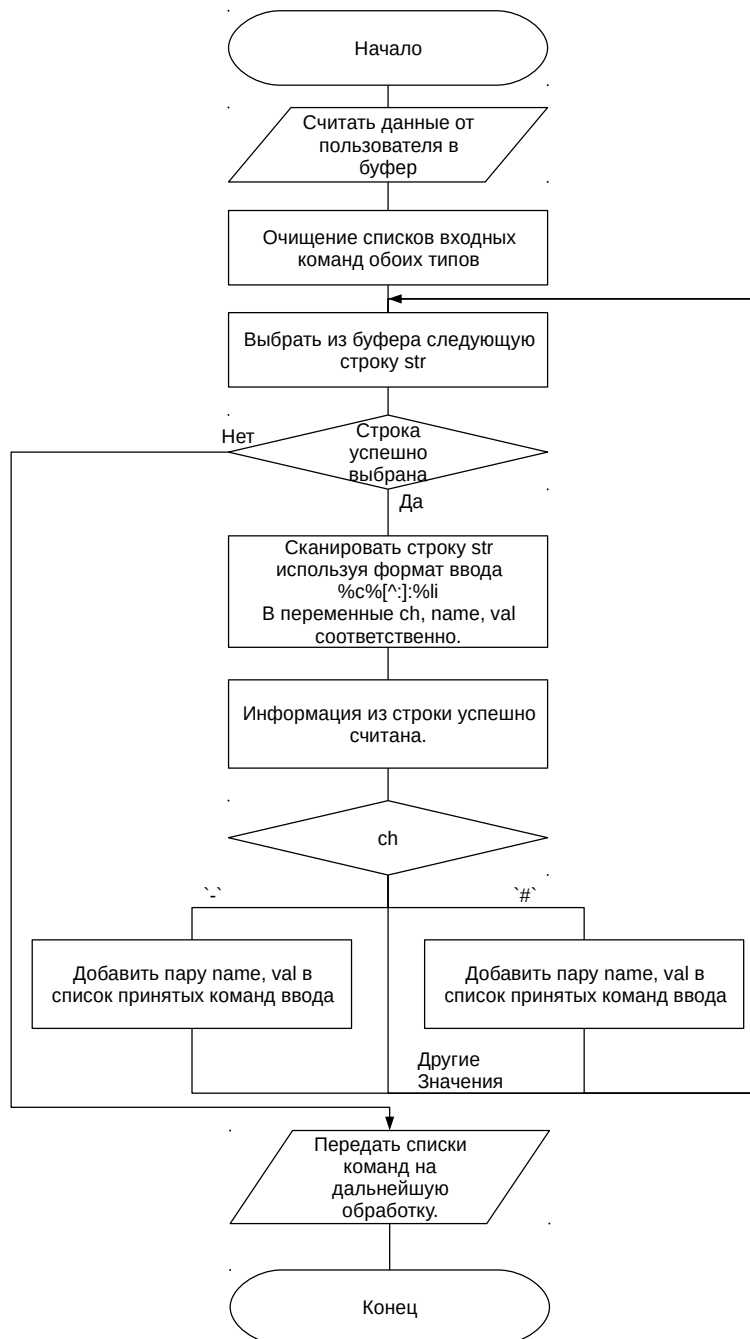 Начало
Считать данные от
пользователя в
буфер
Очищение списков входных
команд обоих типов
Выбрать из буфера следующую
строку str
Нет
Строка
успешно
выбрана
Да
Сканировать строку str
используя формат ввода
%c%[^:]:%li
В переменные ch, name, val
соответственно.
Информация из строки успешно
считана.
ch
`-`
`#`
Добавить пару name, val в
список принятых команд ввода
Добавить пару name, val в
список принятых команд ввода
Другие
Значения
Передать списки
команд на
дальнейшую
обработку.
Конец